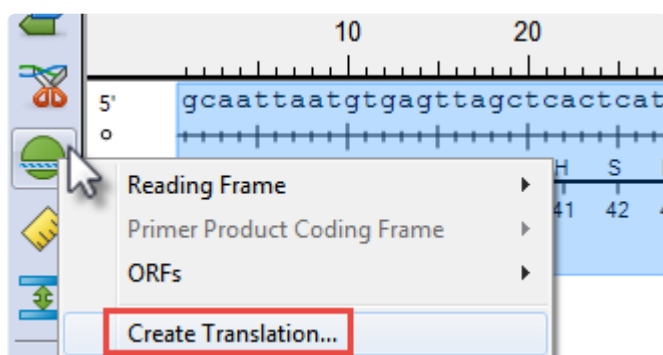 10 20
5' gcaattaatgtgagttagctcactcat
H S
41 42
Reading Frame
Primer Product Coding Frame
ORFs
Create Translation...